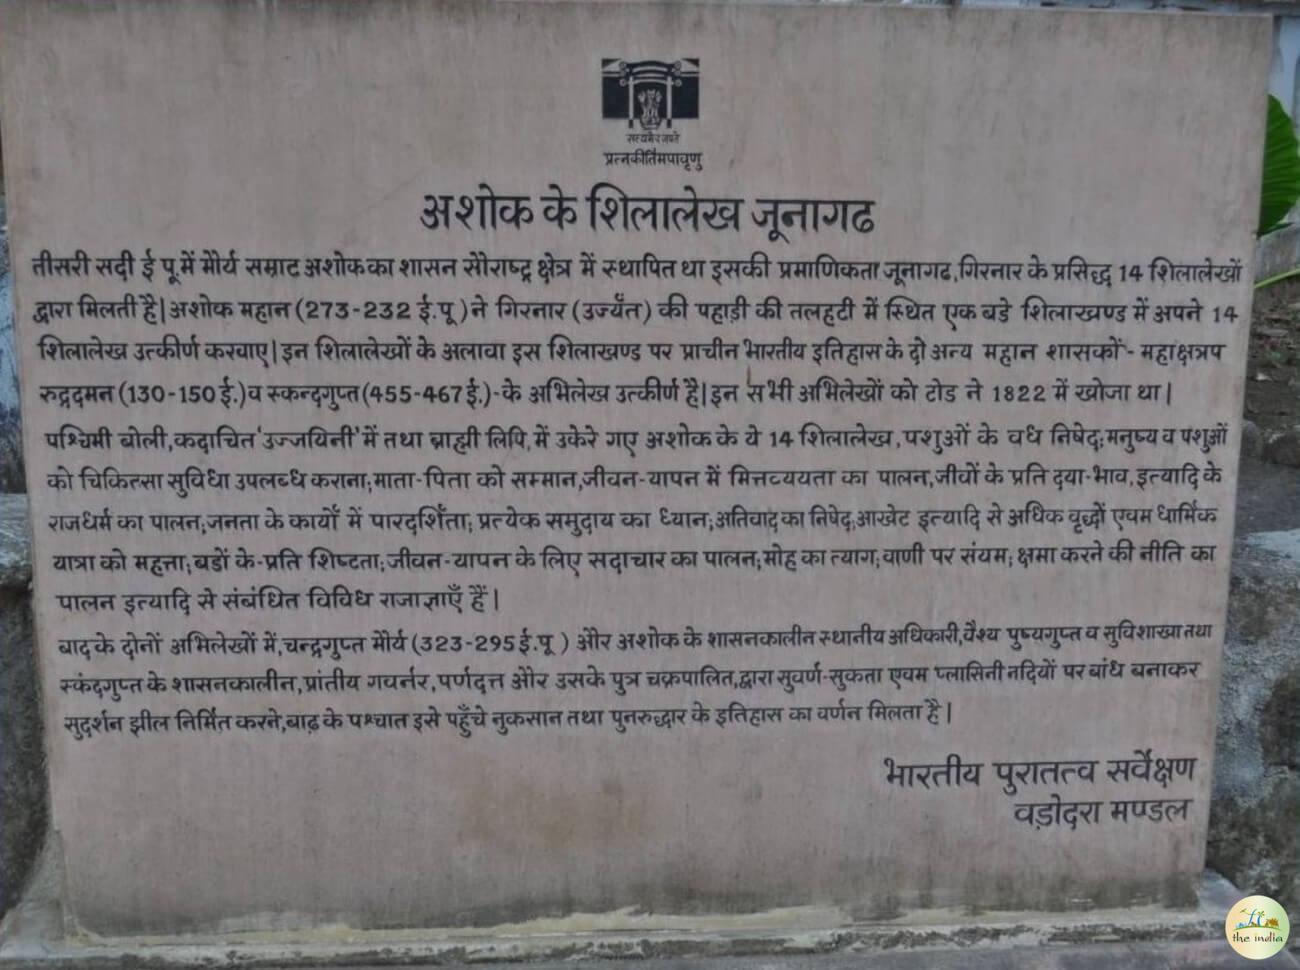 सत्यमेव जयते
प्रत्नकीर्तिमपावृणु
अशोक के शिलालेख जूनागढ
तीसरी सदी ई पू. में मौर्य सम्राट अशोक का शासन सौराष्ट्र क्षेत्र में स्थापित था इसकी प्रमाणिकता जूनागढ, गिरनार के प्रसिद्ध 14 शिलालेखों
द्वारा मिलती है| अशोक महान (273-232 ई.पू.) ने गिरनार (उज्यँत) की पहाड़ी की तलहटी में स्थित एक बडे शिलाखण्ड में अपने 14
शिलालेख उत्कीर्ण करवाए| इन शिलालेखों के अलावा इस शिलाखण्ड पर प्राचीन भारतीय इतिहास के दो अन्य महान शासकों - महाक्षत्रप
रुद्रदमन (130-150 ई.) व स्कन्दगुप्त (455-467 ई.)-के अभिलेख उत्कीर्ण है| इन सभी अभिलेखों को टोड ने 1822 में खोजा था|
पश्चिमी बोली, कदाचित 'उज्जयिनी' में तथा ब्राह्मी लिपि, में उकेरे गए अशोक के ये 14 शिलालेख, पशुओं के वध निषेद; मनुष्य व पशुओं
को चिकित्सा सुविधा उपलब्ध कराना; माता-पिता को सम्मान, जीवन-यापन में मित्तव्ययता का पालन, जीवों के प्रति दया-भाव, इत्यादि के
राजधर्म का पालन; जनता के कार्यों में पारदर्शिता; प्रत्येक समुदाय का ध्यान; अतिवाद का निषेद; आखेट इत्यादि से अधिक वृद्धों एवम धार्मिक
यात्रा को महत्ता; बडों के-प्रति शिष्टता; जीवन-यापन के लिए सदाचार का पालन; मोह का त्याग; वाणी पर संयम; क्षमा करने की नीति का
पालन इत्यादि से संबंधित विविध राजाज्ञाएँ हैं|
बाद के दोनों अभिलेखों में, चन्द्रगुप्त मौर्य (323-295 ई.पू.) और अशोक के शासनकालीन स्थानीय अधिकारी, वैश्य पुष्यगुप्त व सुविशाखा तथा
स्कंदगुप्त के शासनकालीन, प्रांतीय गवर्नर, पर्णदत्त और उसके पुत्र चक्रपालित, द्वारा सुवर्ण-सुकता एवम प्लासिनी नदियों पर बांध बनाकर
सुदर्शन झील निर्मित करने, बाढ़ के पश्चात इसे पहुँचे नुकसान तथा पुनरुद्धार के इतिहास का वर्णन मिलता है|
भारतीय पुरातत्व सर्वेक्षण
वड़ोदरा मण्डल
the india